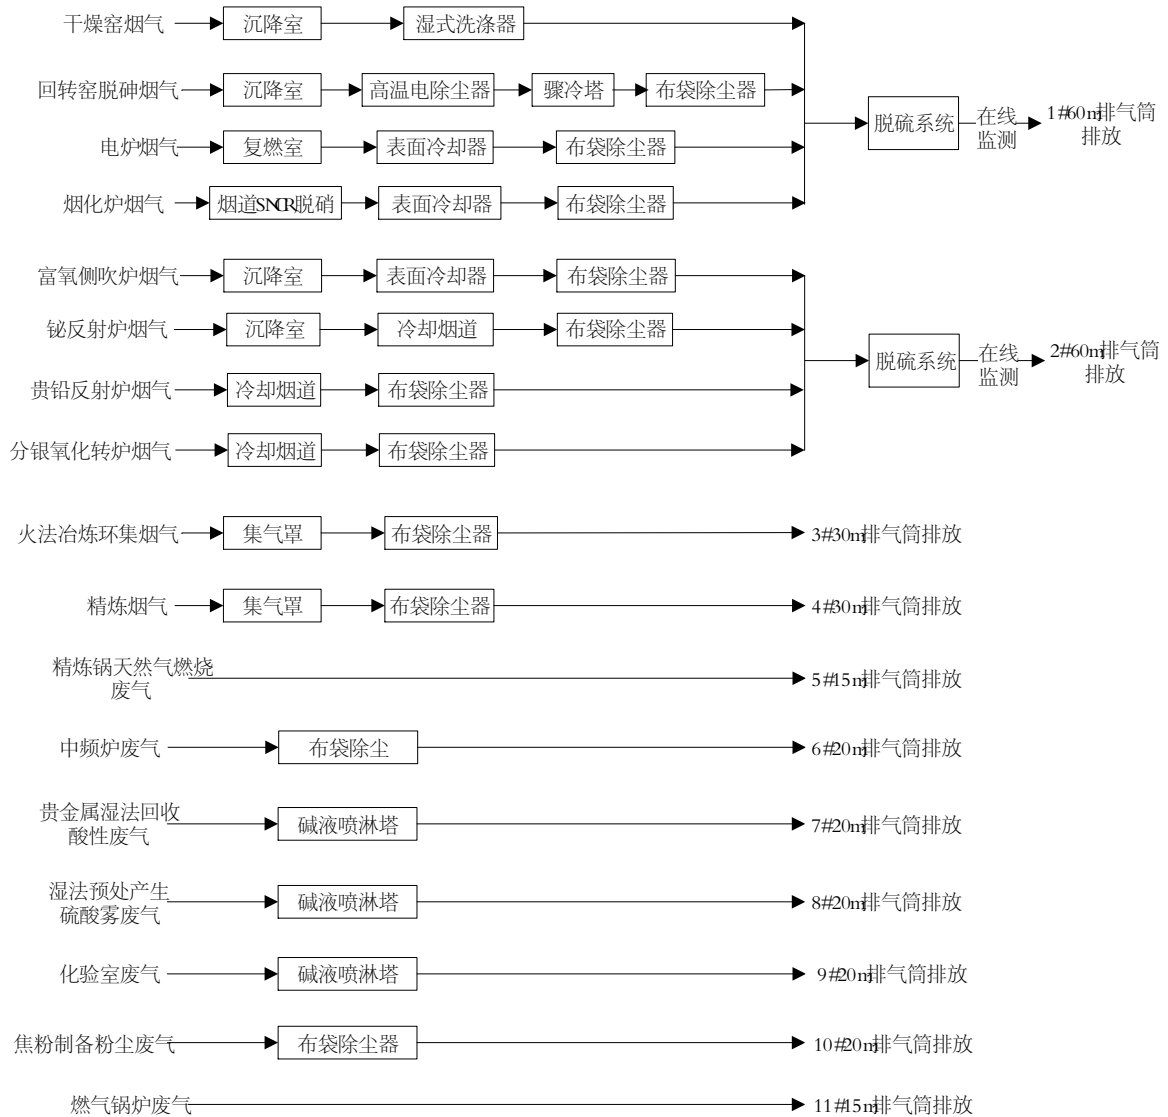 干燥窑烟气 沉降室 湿式洗涤器
回转窑脱砷烟气 沉降室 高温电除尘器 骤冷塔 布袋除尘器
电炉烟气 复燃室 表面冷却器 布袋除尘器
烟化炉烟气 烟道SNCR脱硝 表面冷却器 布袋除尘器
脱硫系统
在线
监测
1#60m排气筒
排放
富氧侧吹炉烟气 沉降室 表面冷却器 布袋除尘器
铋反射炉烟气 沉降室 冷却烟道 布袋除尘器
贵铅反射炉烟气 冷却烟道 布袋除尘器
分银氧化转炉烟气 冷却烟道 布袋除尘器
脱硫系统
在线
监测
2#60m排气筒
排放
火法冶炼环集烟气 集气罩 布袋除尘器 3#30m排气筒排放
精炼烟气 集气罩 布袋除尘器 4#30m排气筒排放
精炼锅天然气燃烧
废气
5#15m排气筒排放
中频炉废气 布袋除尘 6#20m排气筒排放
贵金属湿法回收
酸性废气
碱液喷淋塔 7#20m排气筒排放
湿法预处产生
硫酸雾废气
碱液喷淋塔 8#20m排气筒排放
化验室废气 碱液喷淋塔 9#20m排气筒排放
焦粉制备粉尘废气 布袋除尘器 10#20m排气筒排放
燃气锅炉废气 11#15m排气筒排放